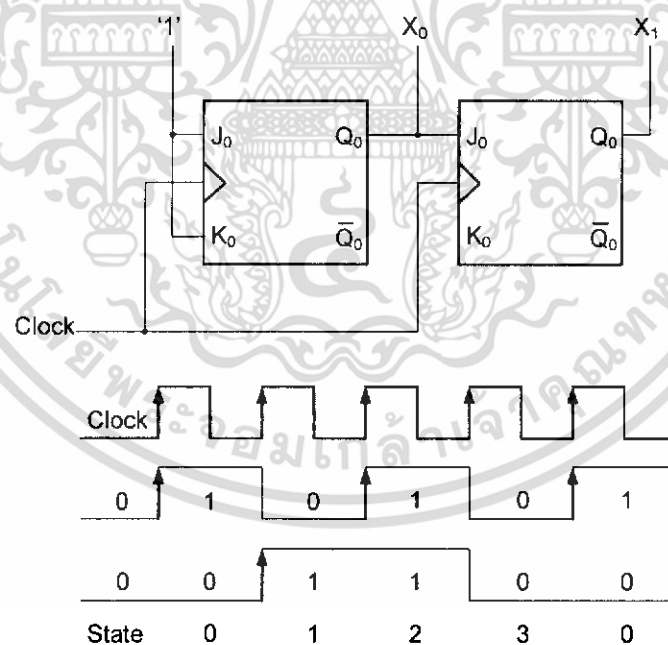 '1' X₀ X₁
J₀ Q₀ J₀ Q₀
K₀ Q̅₀ K₀ Q̅₀
Clock
Clock
0 1 0 1 0 1
0 0 1 1 0 0
State 0 1 2 3 0